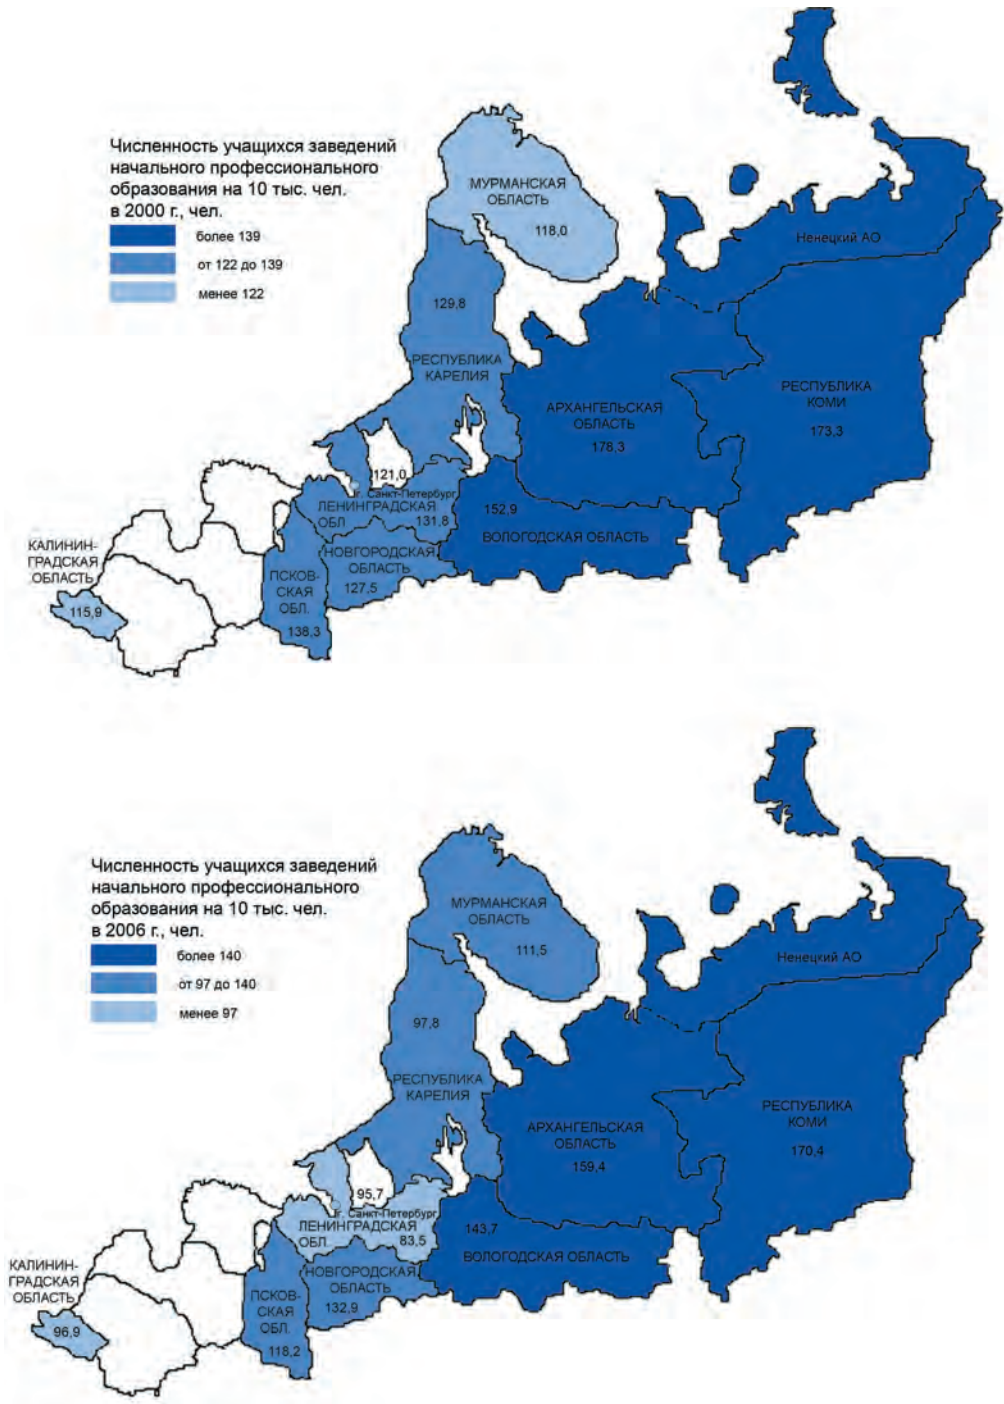 Численность учащихся заведений
начального профессионального
образования на 10 тыс. чел.
в 2000 г., чел.
более 139
от 122 до 139
менее 122
МУРМАНСКАЯ
ОБЛАСТЬ
118,0
Ненецкий АО
129,8
РЕСПУБЛИКА
КАРЕЛИЯ
АРХАНГЕЛЬСКАЯ
ОБЛАСТЬ
178,3
РЕСПУБЛИКА
КОМИ
173,3
121,0
г. Санкт-Петербург
ЛЕНИНГРАДСКАЯ
ОБЛ
131,8
152,9
ВОЛОГОДСКАЯ ОБЛАСТЬ
НОВГОРОДСКАЯ
ОБЛАСТЬ
127,5
КАЛИНИН-
ГРАДСКАЯ
ОБЛАСТЬ
115,9
ПСКОВ-
СКАЯ
ОБЛ.
138,3
Численность учащихся заведений
начального профессионального
образования на 10 тыс. чел.
в 2006 г., чел.
более 140
от 97 до 140
менее 97
МУРМАНСКАЯ
ОБЛАСТЬ
111,5
Ненецкий АО
97,8
РЕСПУБЛИКА
КАРЕЛИЯ
АРХАНГЕЛЬСКАЯ
ОБЛАСТЬ
159,4
РЕСПУБЛИКА
КОМИ
170,4
95,7
г. Санкт-Петербург
ЛЕНИНГРАДСКАЯ
ОБЛ.
83,5
143,7
ВОЛОГОДСКАЯ ОБЛАСТЬ
НОВГОРОДСКАЯ
ОБЛАСТЬ
132,9
КАЛИНИН-
ГРАДСКАЯ
ОБЛАСТЬ
96,9
ПСКОВ-
СКАЯ
ОБЛ.
118,2